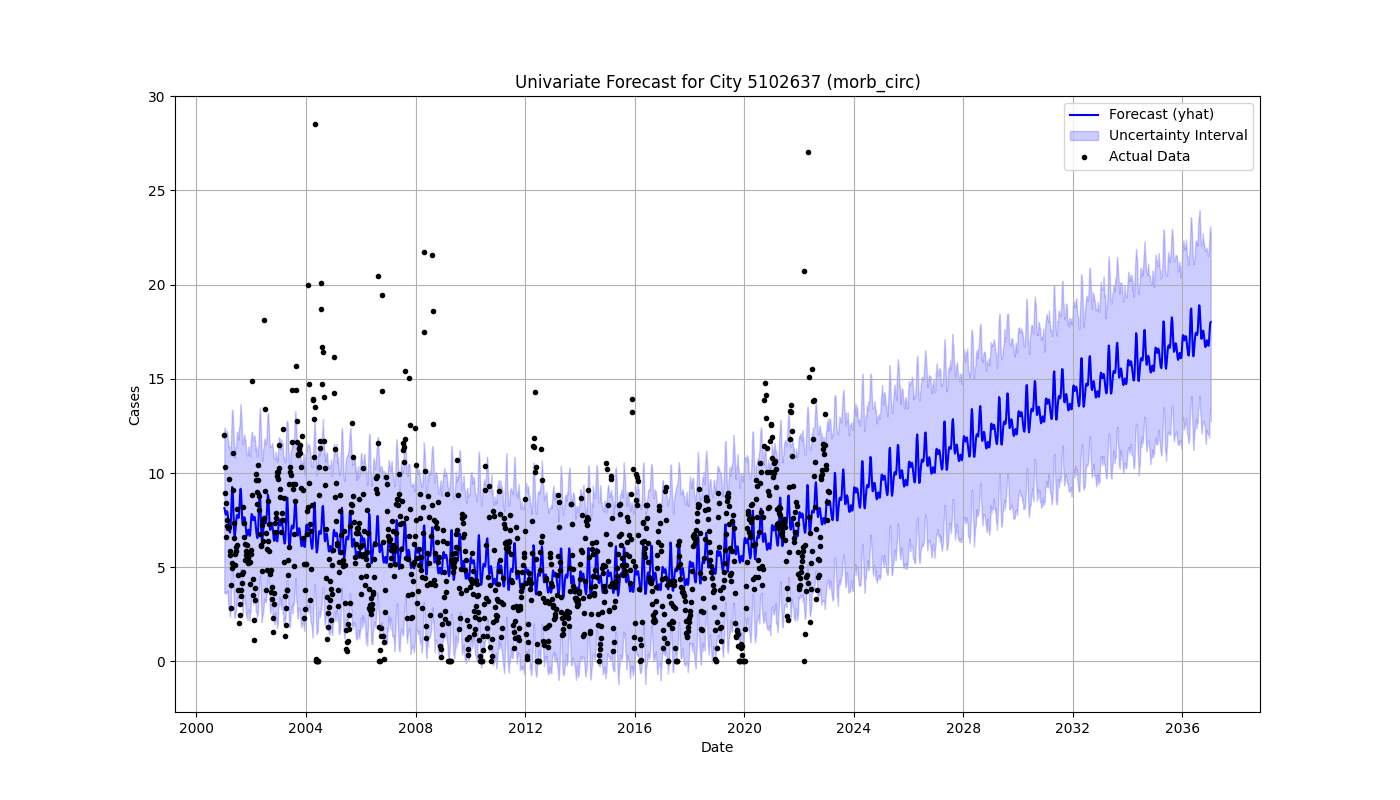 Univariate Forecast for City 5102637 (morb_circ)
30
25
20
15
10
5
0
Cases
Forecast (yhat)
Uncertainty Interval
Actual Data
2000
2004
2008
2012
2016
2020
2024
2028
2032
2036
Date